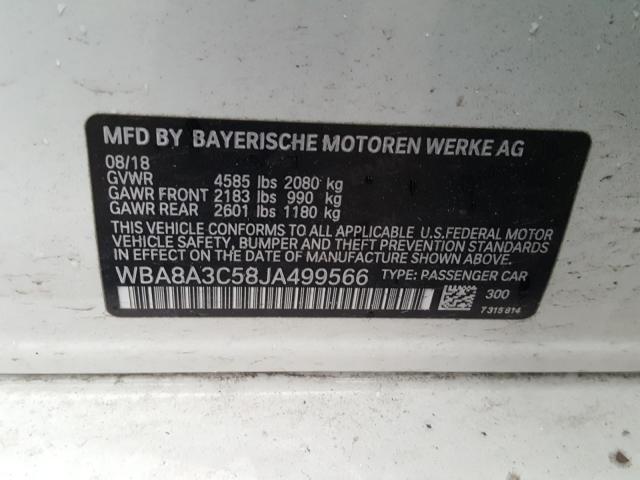 MFD BY BAYERISCHE MOTOREN WERKE AG
08/18
GVWR 4585 lbs 2080 kg
GAWR FRONT 2183 lbs 990 kg
GAWR REAR 2601 lbs 1180 kg
THIS VEHICLE CONFORMS TO ALL APPLICABLE U.S.FEDERAL MOTOR
VEHICLE SAFETY, BUMPER AND THEFT PREVENTION STANDARDS
IN EFFECT ON THE DATE OF MANUFACTURE SHOWN ABOVE.
WBA8A3C58JA499566 TYPE: PASSENGER CAR
300
7315814